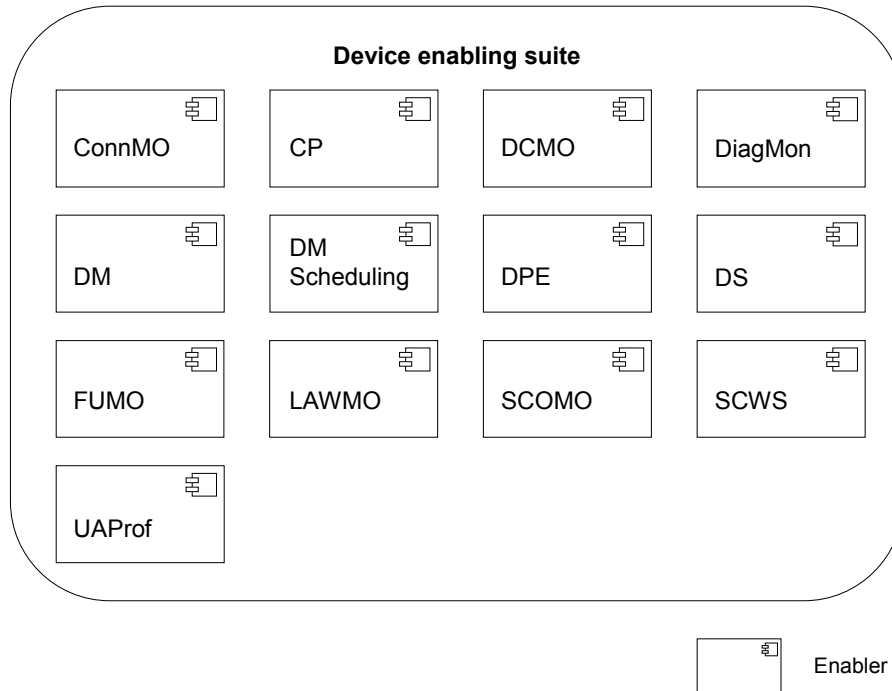 Device enabling suite
ConnMO
CP
DCMO
DiagMon
DM
DM
Scheduling
DPE
DS
FUMO
LAWMO
SCOMO
SCWS
UAProf
Enabler